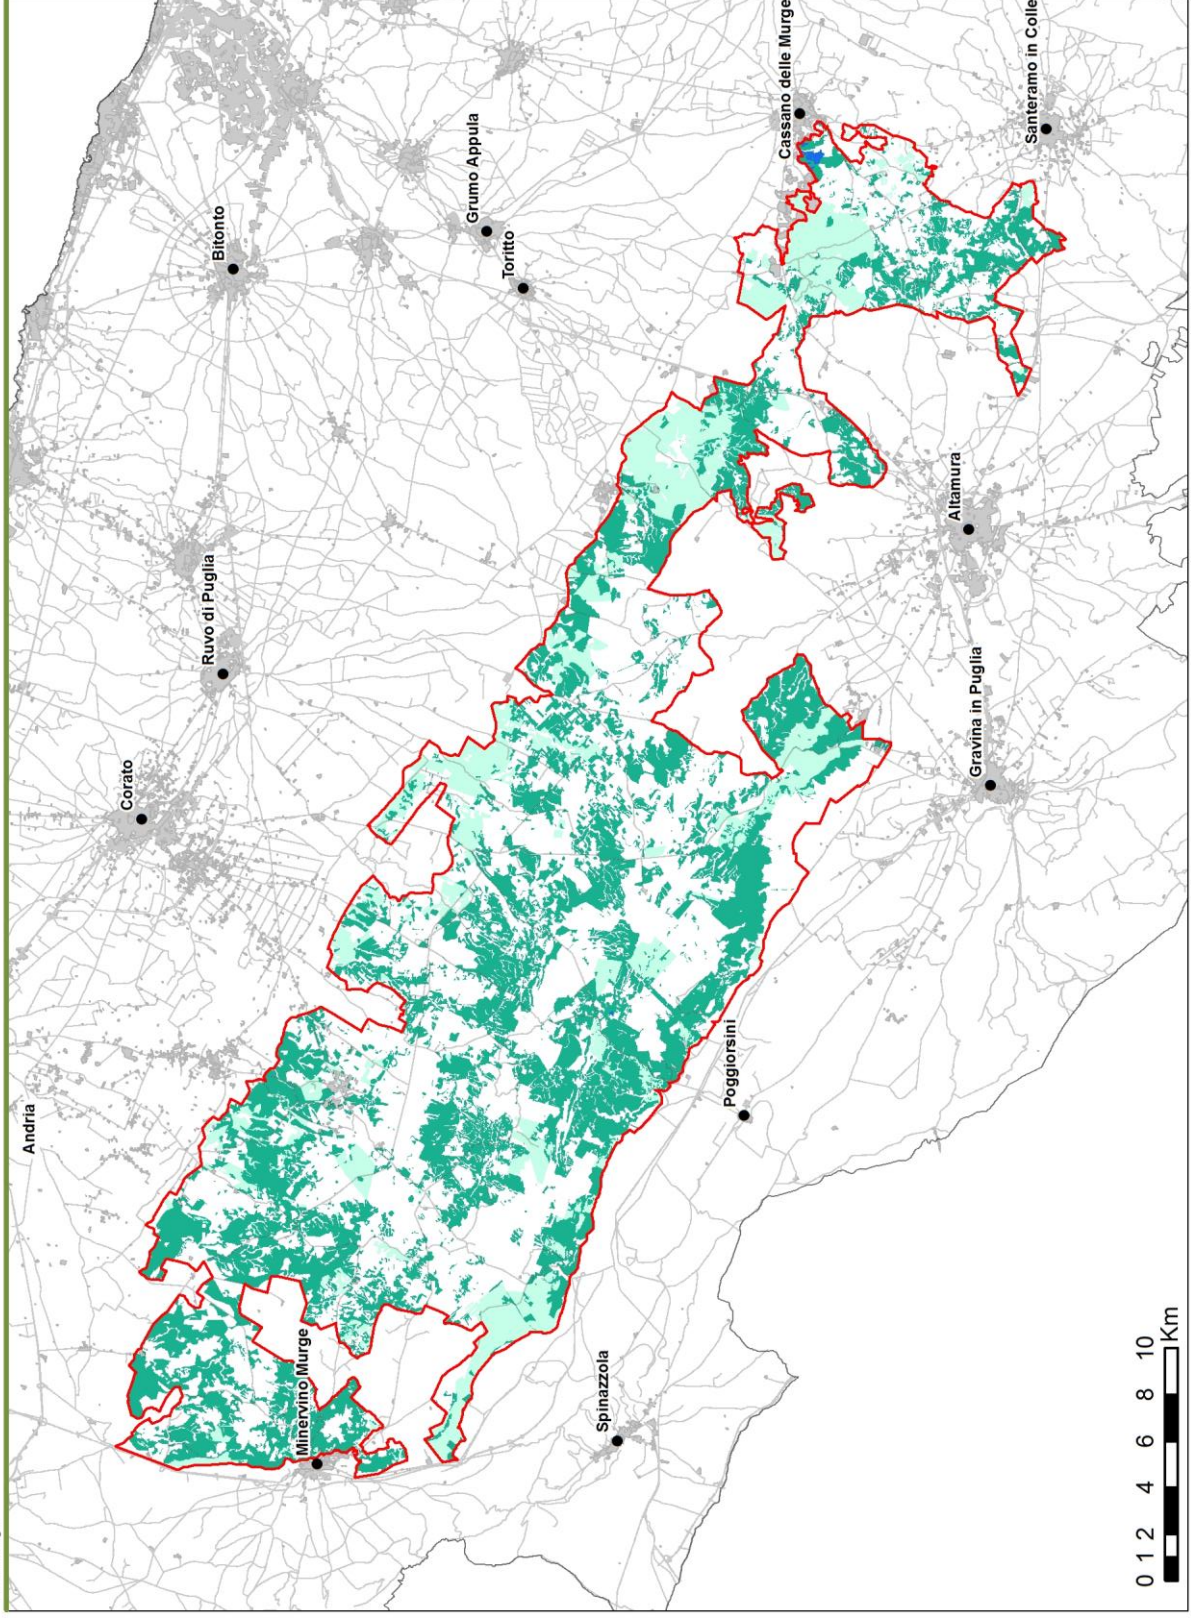 Andria
Corato
Ruvo di Puglia
Bitonto
Minervino Murge
Grumo Appula
Toritto
Spinazzola
Poggiorsini
Cassano delle Murge
Altamura
Gravina in Puglia
Santeramo in Colle
0 1 2 4 6 8 10
Km